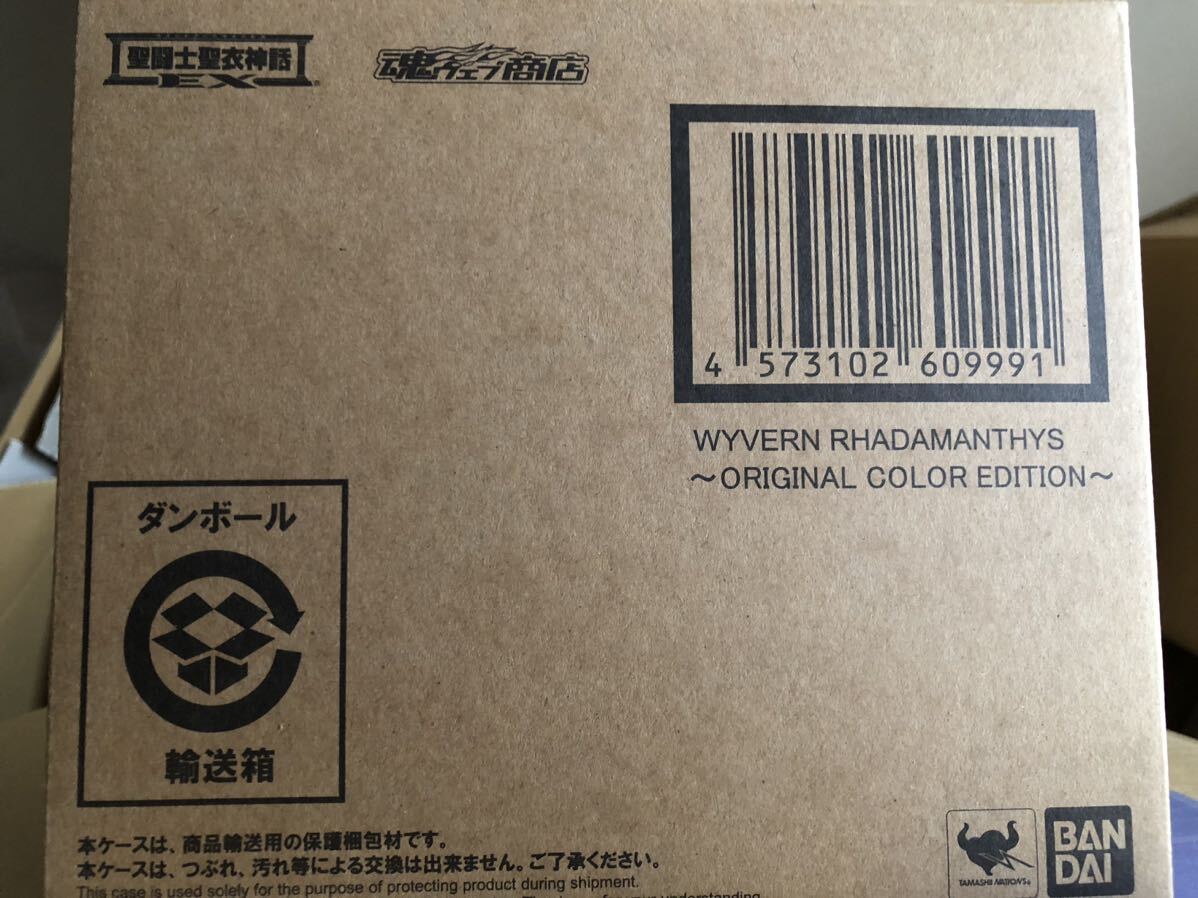 聖闘士聖衣神話
EX
魂ウェブ商店
4 573102 609991
WYVERN RHADAMANTHYS
～ORIGINAL COLOR EDITION～
ダンボール
輸送箱
本ケースは、商品輸送用の保護梱包材です。
本ケースは、つぶれ、汚れ等による交換は出来ません。ご了承ください。
This case is used solely for the purpose of protecting product during shipment.
understanding
TAMASHII NATIONS
BAN
DAI